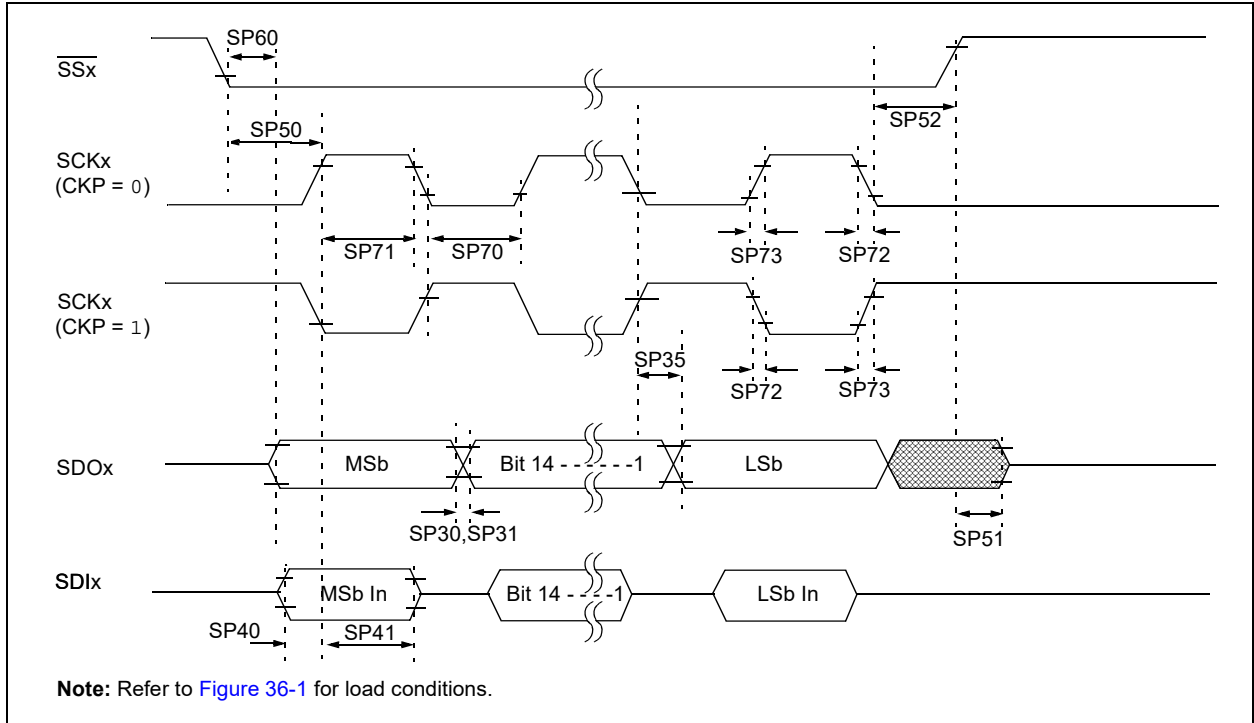 SP60
SSx
SP52
SP50
SCKx
(CKP = 0)
SP71
SP70
SP73
SP72
SCKx
(CKP = 1)
SP35
SP72
SP73
SDOx
MSb
Bit 14 - - - - - -1
LSb
SP30,SP31
SP51
SDIx
MSb In
Bit 14 - - - -1
LSb In
SP40
SP41
Note: Refer to Figure 36-1 for load conditions.